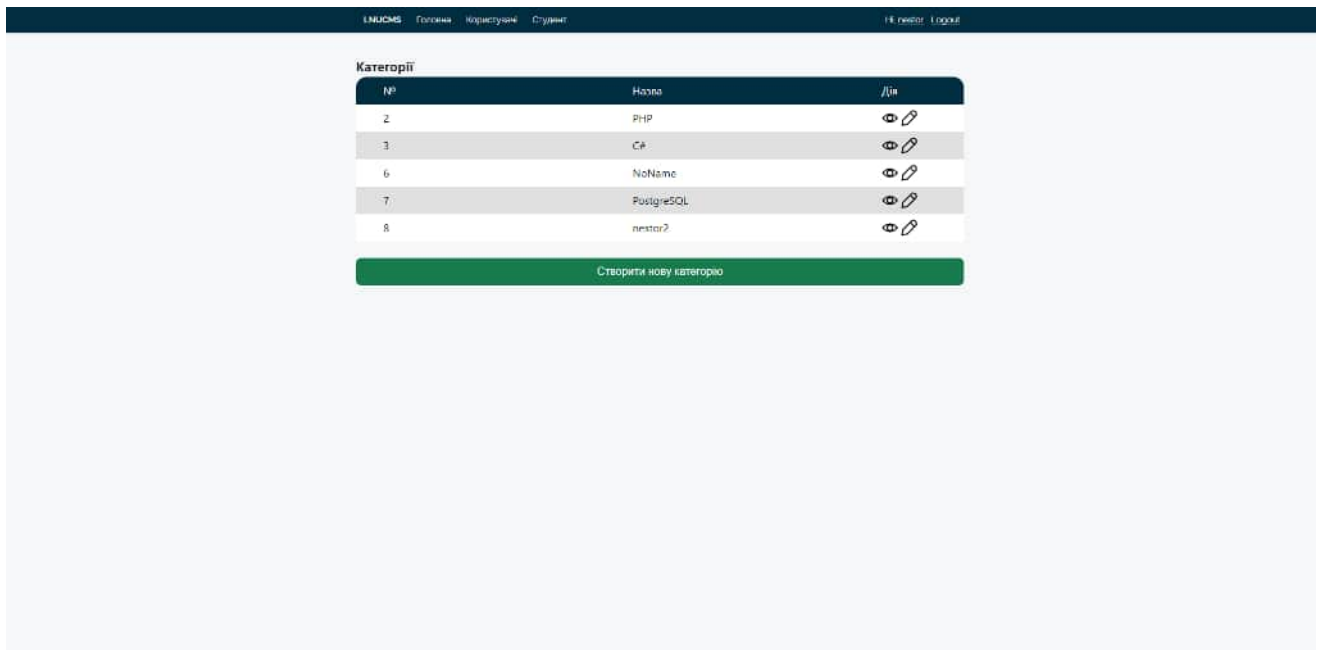 LNUCMS Головна Користувачі Студент Hi, nestor Logout
Категорії
№ Назва Дія
2 PHP
3 C#
6 NoName
7 PostgreSQL
8 nestor2
Створити нову категорію